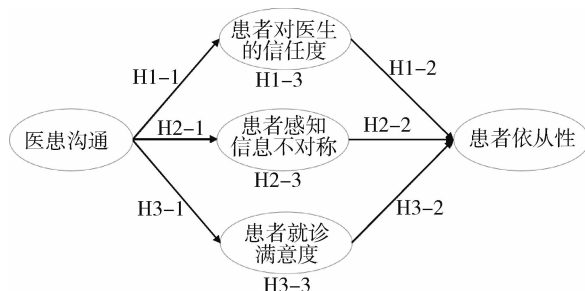 患者对医生
的信任度
H1-1
H1-3
H1-2
医患沟通
H2-1
患者感知
信息不对称
H2-2
患者依从性
H2-3
H3-1
H3-2
患者就诊
满意度
H3-3